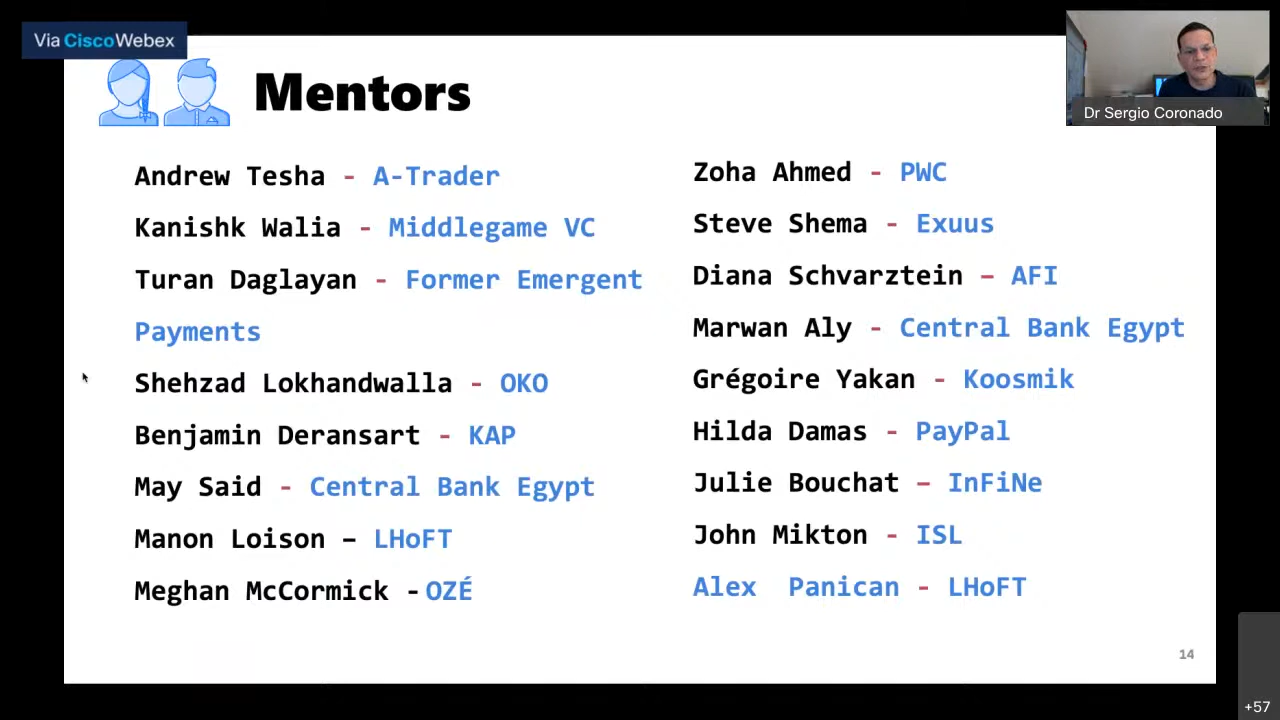 Via Cisco Webex
Mentors
Dr Sergio Coronado
Andrew Tesha - A-Trader
Kanishk Walia - Middlegame VC
Turan Daglayan - Former Emergent
Payments
Shehzad Lokhandwalla - OKO
Benjamin Deransart - KAP
May Said - Central Bank Egypt
Manon Loison – LHoFT
Meghan McCormick - OZÉ
Zoha Ahmed - PWC
Steve Shema - Exuus
Diana Schvarztein – AFI
Marwan Aly - Central Bank Egypt
Grégoire Yakan - Koosmik
Hilda Damas - PayPal
Julie Bouchat – InFiNe
John Mikton - ISL
Alex Panican - LHoFT
14
+57